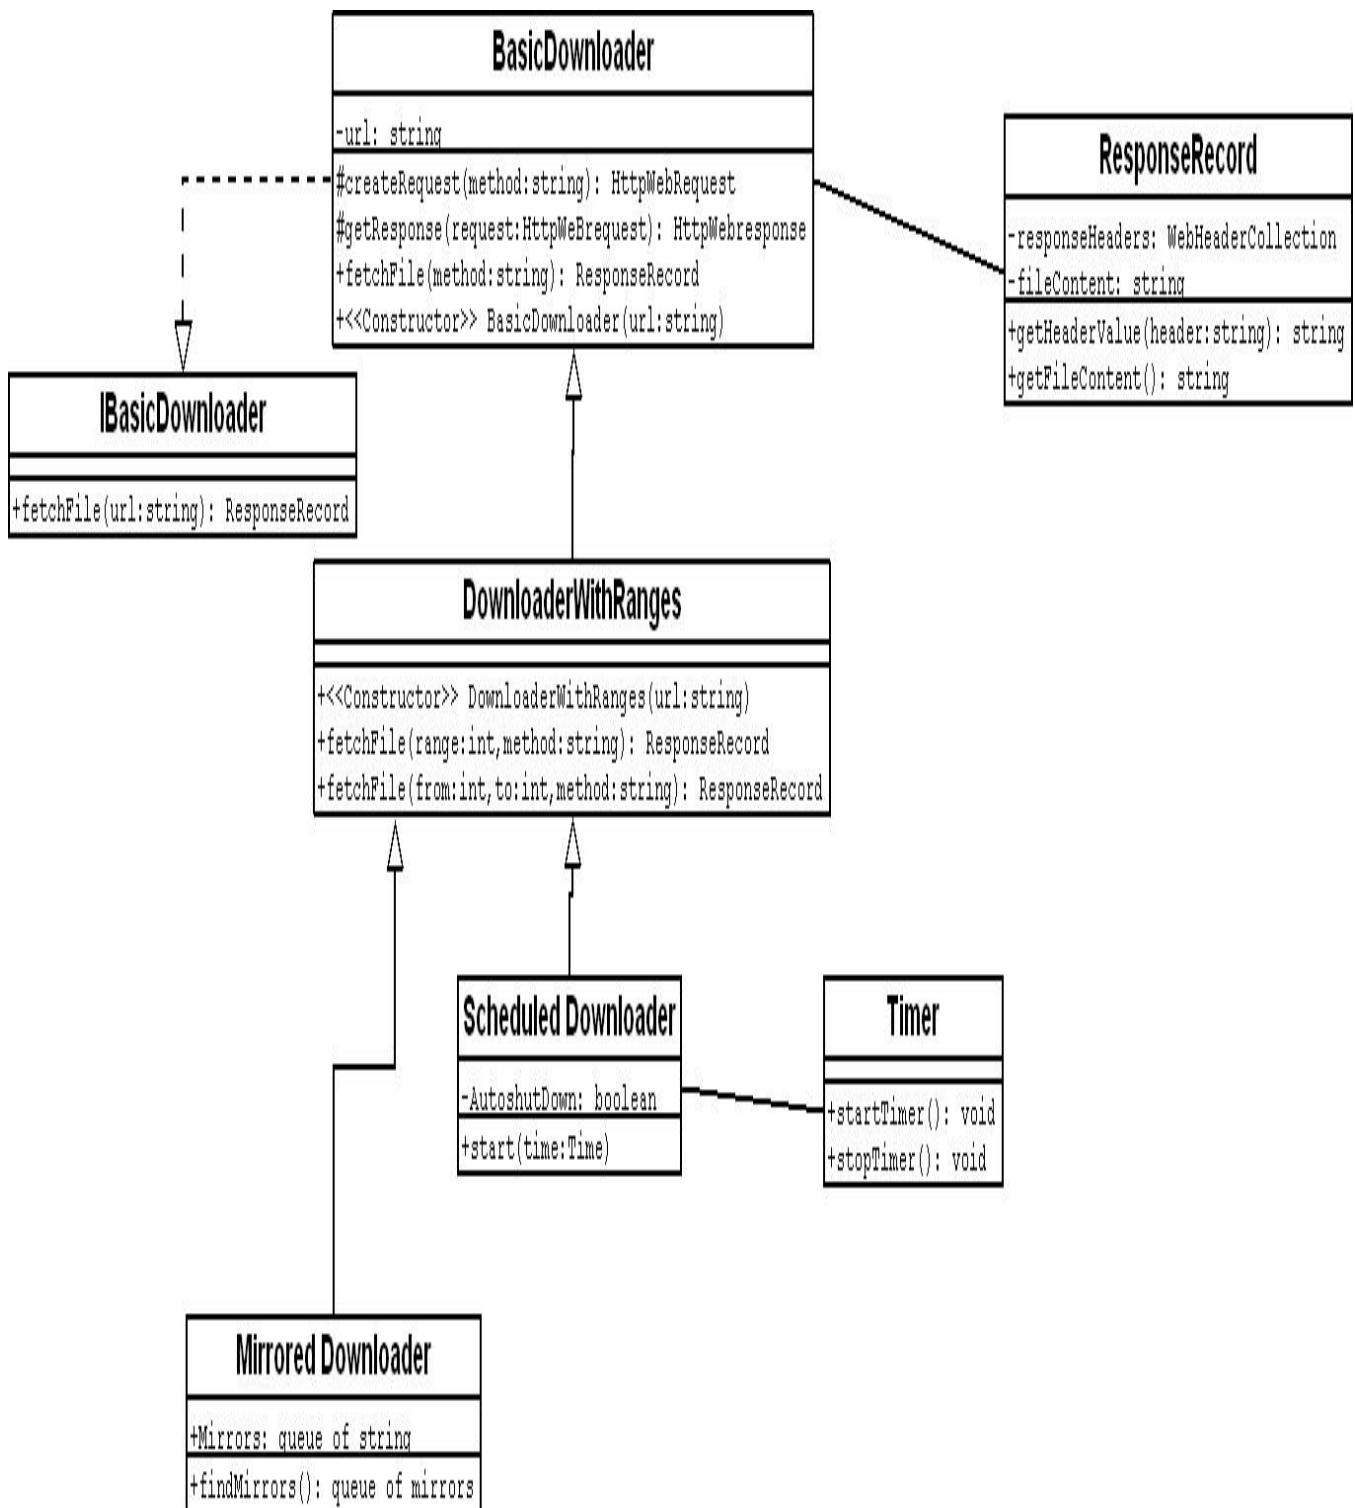 BasicDownloader
-url: string
#createRequest(method:string): HttpWebRequest
#getResponse(request:HttpWeBrequest): HttpWebresponse
+fetchFile(method:string): ResponseRecord
+<<Constructor>> BasicDownloader(url:string)
ResponseRecord
-responseHeaders: WebHeaderCollection
-fileContent: string
+getHeaderValue(header:string): string
+getFileContent(): string
IBasicDownloader
+fetchFile(url:string): ResponseRecord
DownloaderWithRanges
+<<Constructor>> DownloaderWithRanges(url:string)
+fetchFile(range:int,method:string): ResponseRecord
+fetchFile(from:int,to:int,method:string): ResponseRecord
Scheduled Downloader
-AutoshutDown: boolean
+start(time:Time)
Timer
+startTimer(): void
+stopTimer(): void
Mirrored Downloader
+Mirrors: queue of string
+findMirrors(): queue of mirrors